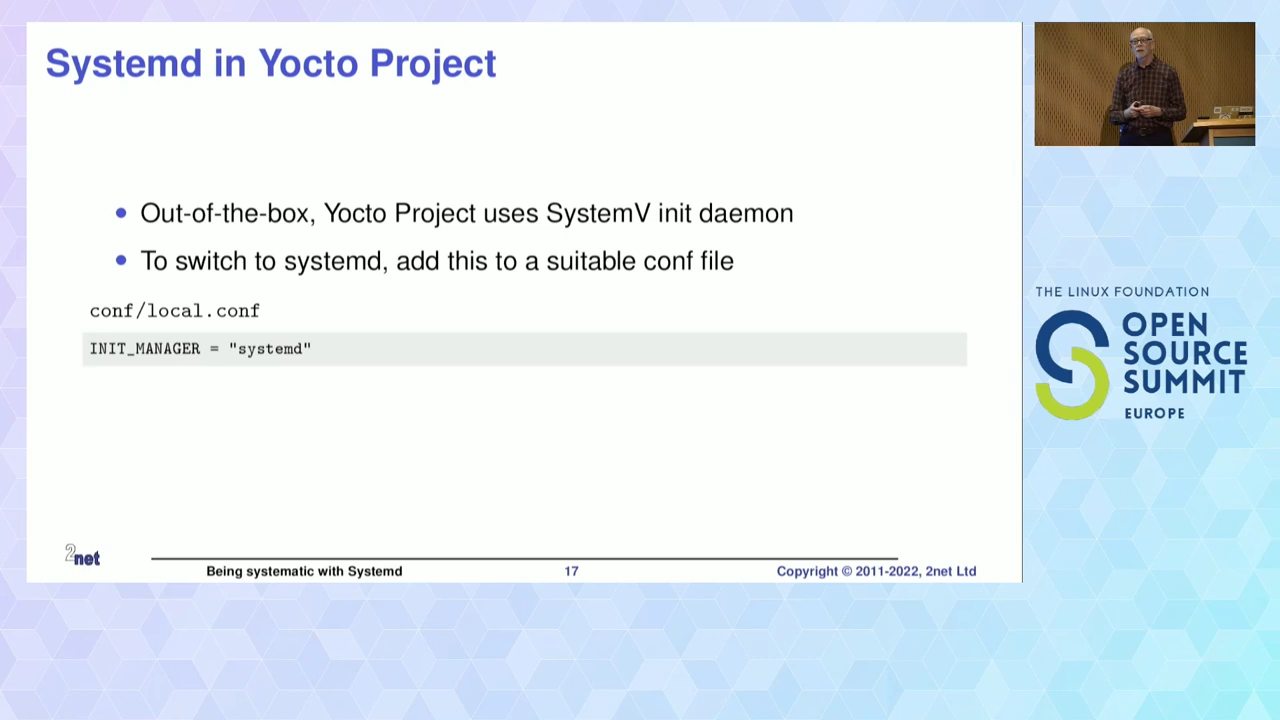 Systemd in Yocto Project
• Out-of-the-box, Yocto Project uses SystemV init daemon
• To switch to systemd, add this to a suitable conf file
conf/local.conf
INIT_MANAGER = "systemd"
2net
Being systematic with Systemd
17
Copyright © 2011-2022, 2net Ltd
THE LINUX FOUNDATION
OPEN
SOURCE
SUMMIT
EUROPE